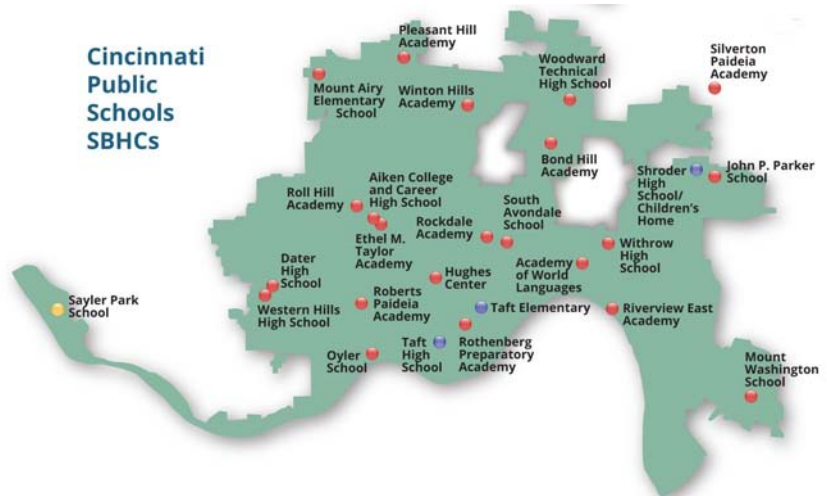 Cincinnati
Public
Schools
SBHCs
Pleasant Hill
Academy
Mount Airy
Elementary
School
Winton Hills
Academy
Woodward
Technical
High School
Silverton
Paideia
Academy
Bond Hill
Academy
Shroder
High
School/
Children's
Home
John P. Parker
School
Roll Hill
Academy
Aiken College
and Career
High School
Ethel M.
Taylor
Academy
Rockdale
Academy
South
Avondale
School
Academy
of World
Languages
Withrow
High
School
Dater
High
School
Western Hills
High School
Sayler Park
School
Roberts
Paideia
Academy
Hughes
Center
Taft Elementary
Riverview East
Academy
Oyler
School
Taft
High
School
Rothenberg
Preparatory
Academy
Mount
Washington
School